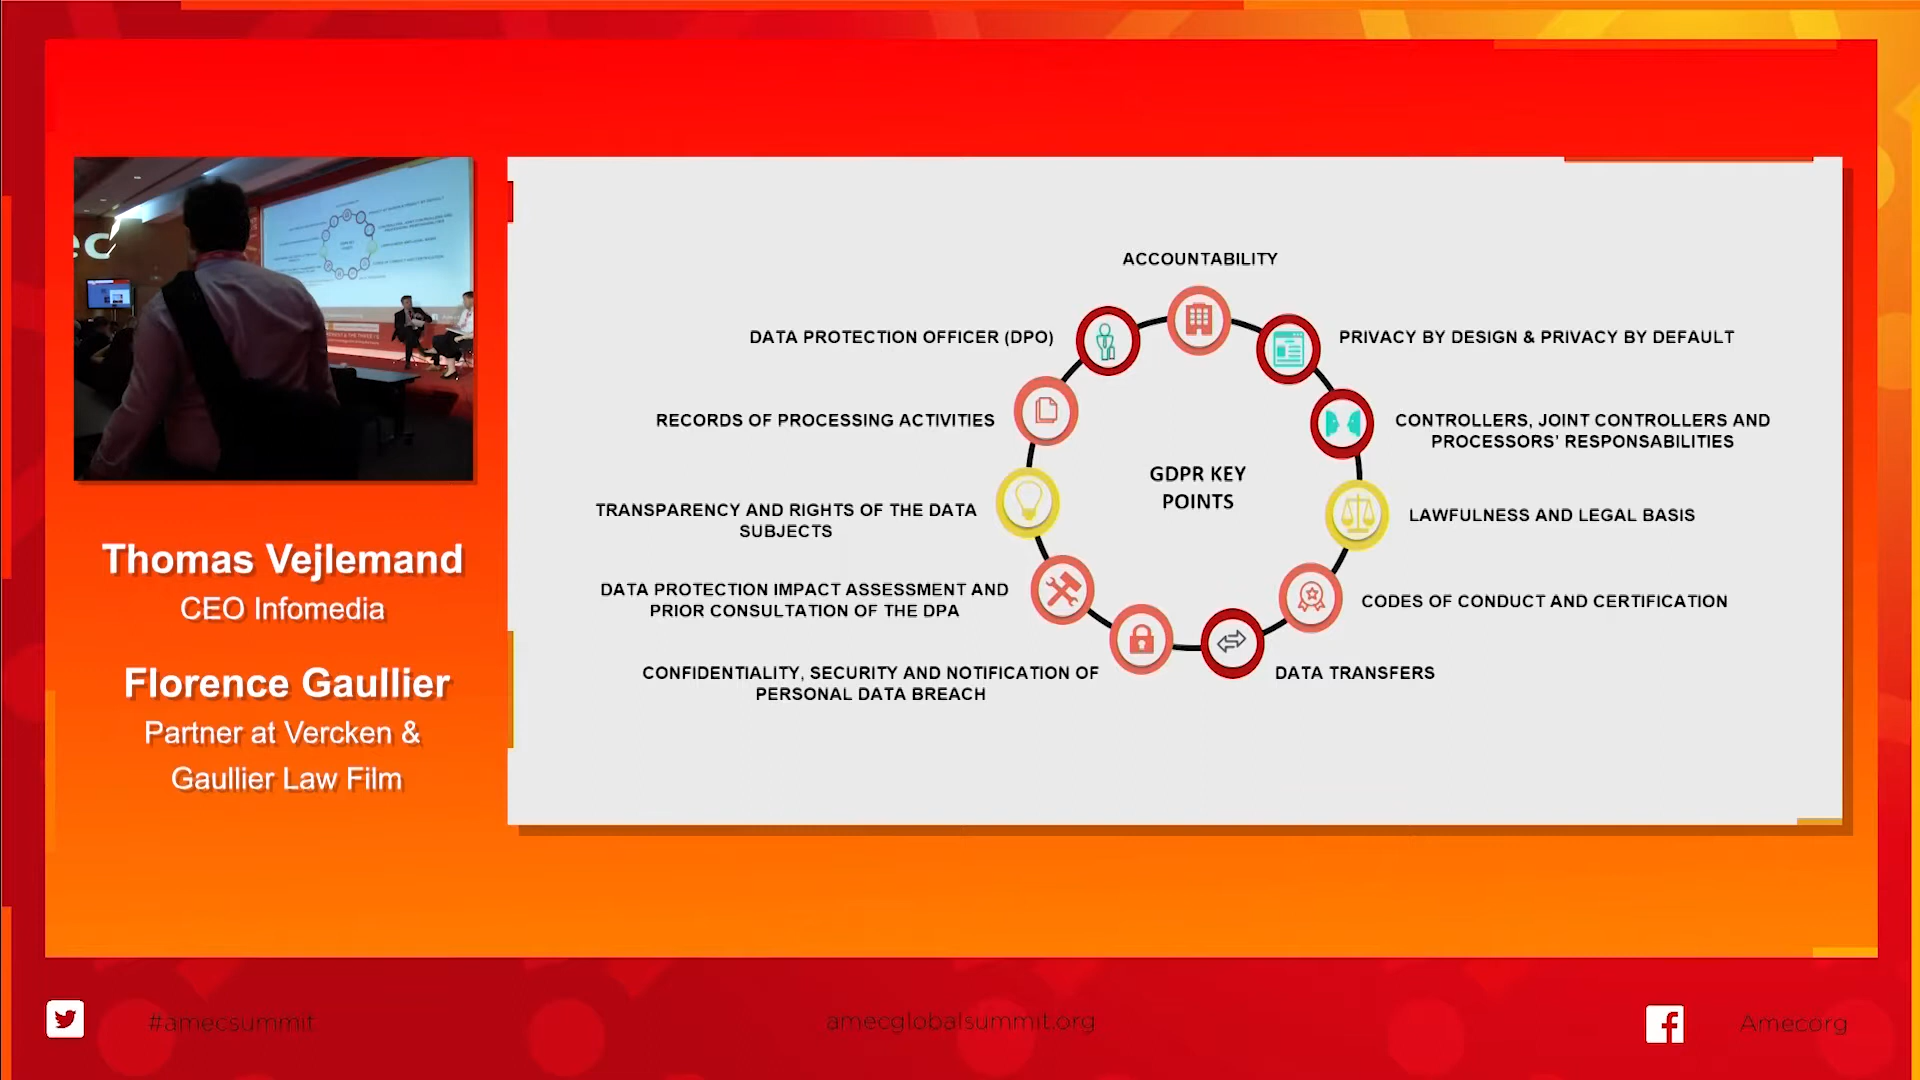 Thomas Vejlemand
CEO Infomedia
Florence Gaullier
Partner at Vercken &
Gaullier Law Film
ACCOUNTABILITY
DATA PROTECTION OFFICER (DPO)
PRIVACY BY DESIGN & PRIVACY BY DEFAULT
RECORDS OF PROCESSING ACTIVITIES
CONTROLLERS, JOINT CONTROLLERS AND
PROCESSORS' RESPONSABILITIES
GDPR KEY
POINTS
TRANSPARENCY AND RIGHTS OF THE DATA
SUBJECTS
LAWFULNESS AND LEGAL BASIS
DATA PROTECTION IMPACT ASSESSMENT AND
PRIOR CONSULTATION OF THE DPA
CODES OF CONDUCT AND CERTIFICATION
CONFIDENTIALITY, SECURITY AND NOTIFICATION OF
PERSONAL DATA BREACH
DATA TRANSFERS
#amecsummit
amecglobalsummit.org
Amecorg